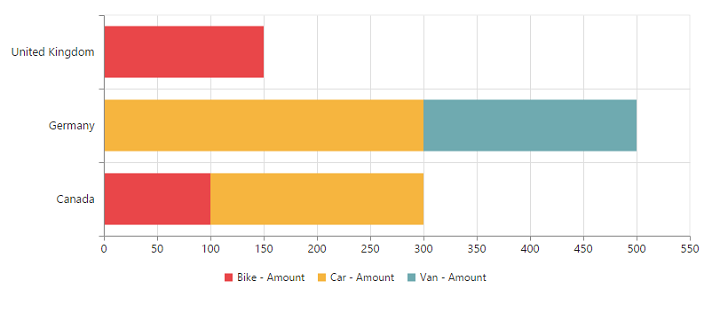 United Kingdom
Germany
Canada
0 50 100 150 200 250 300 350 400 450 500 550
Bike - Amount Car - Amount Van - Amount